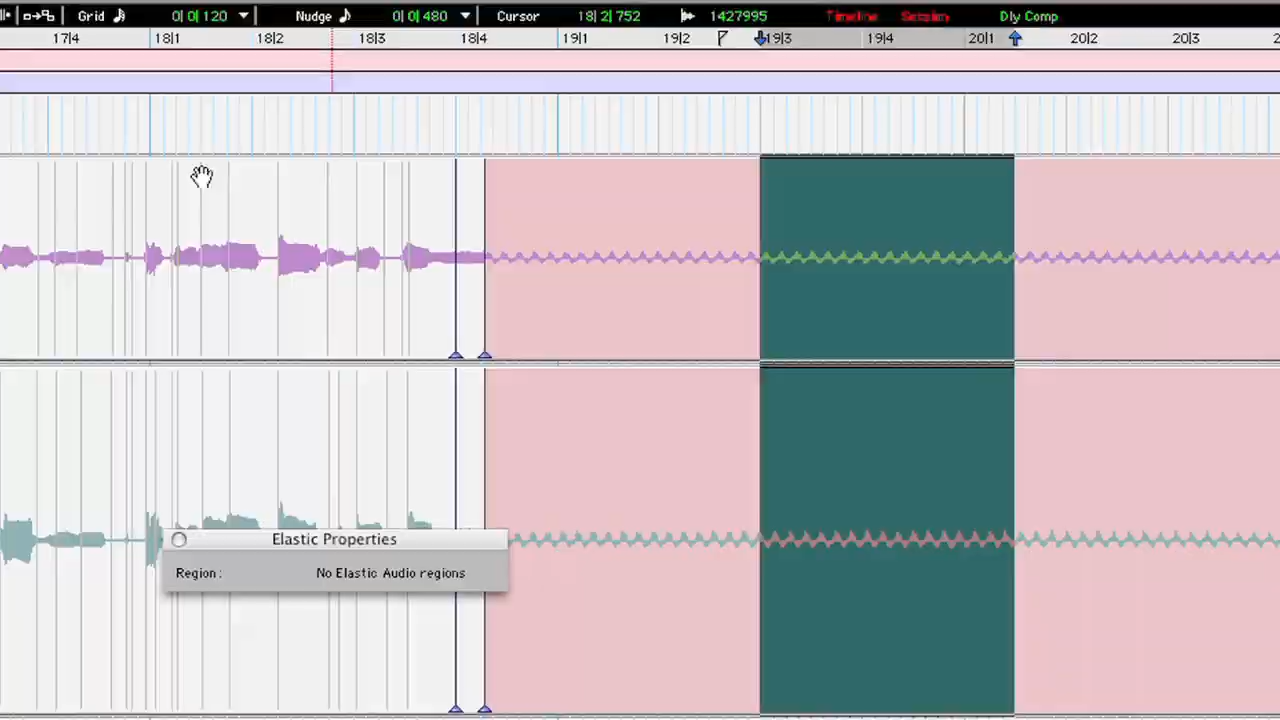 Grid 0| 0| 120 Nudge 0| 0| 480 Cursor 18| 2| 752 1427995 Timeline Session Dly Comp
17|4 18|1 18|2 18|3 18|4 19|1 19|2 19|3 19|4 20|1 20|2 20|3 2
Elastic Properties
Region: No Elastic Audio regions